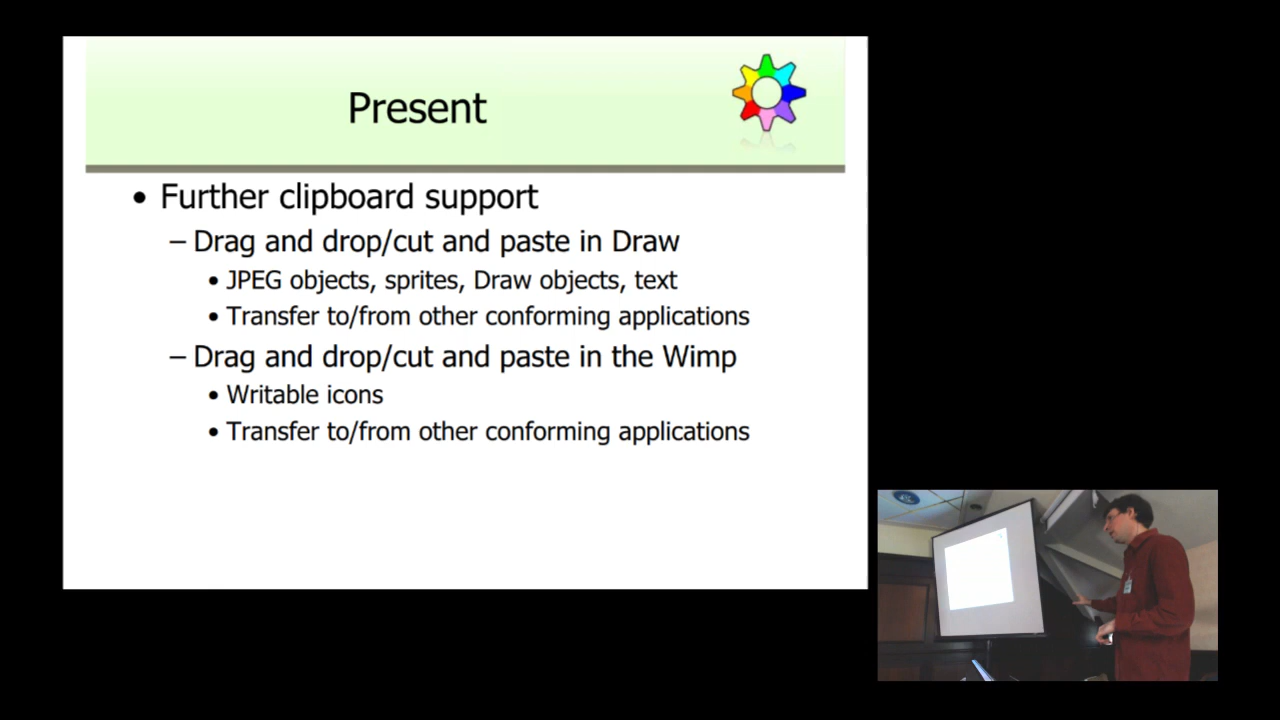 Present
• Further clipboard support
– Drag and drop/cut and paste in Draw
• JPEG objects, sprites, Draw objects, text
• Transfer to/from other conforming applications
– Drag and drop/cut and paste in the Wimp
• Writable icons
• Transfer to/from other conforming applications